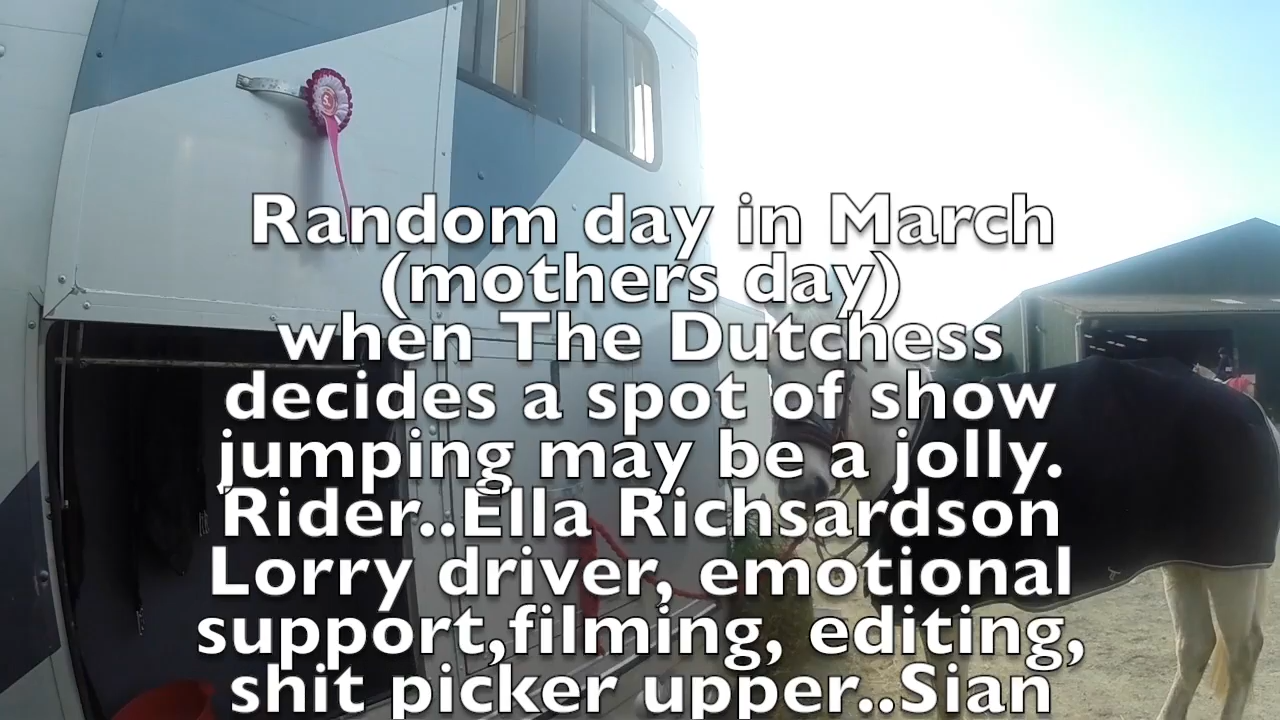 Random day in March
(mothers day)
when The Dutchess
decides a spot of show
jumping may be a jolly.
Rider..Ella Richsardson
Lorry driver, emotional
support,filming, editing,
shit picker upper..Sian